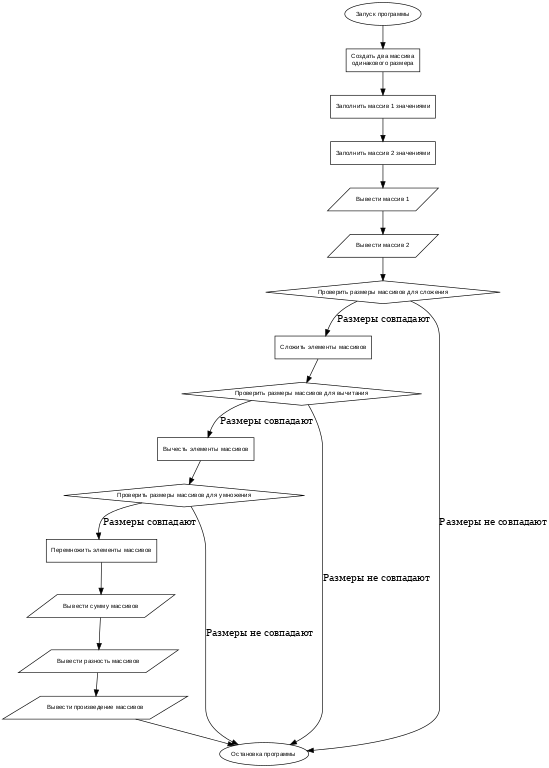 Запуск программы
Создать два массива
одинакового размера
Заполнить массив 1 значениями
Заполнить массив 2 значениями
Вывести массив 1
Вывести массив 2
Проверить размеры массивов для сложения
Размеры совпадают
Сложить элементы массивов
Проверить размеры массивов для вычитания
Размеры совпадают
Вычесть элементы массивов
Проверить размеры массивов для умножения
Размеры совпадают
Размеры не совпадают
Перемножить элементы массивов
Размеры не совпадают
Вывести сумму массивов
Размеры не совпадают
Вывести разность массивов
Вывести произведение массивов
Остановка программы